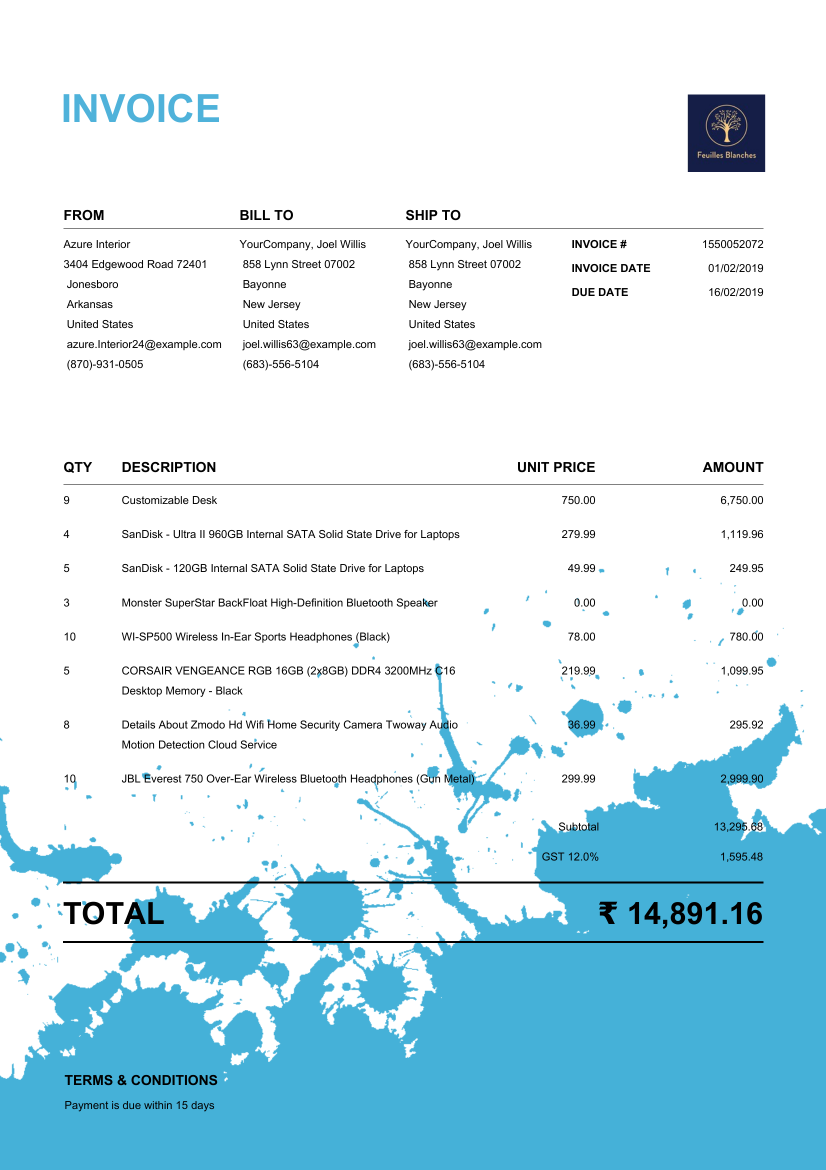 INVOICE
Feuilles Blanches
FROM BILL TO SHIP TO
Azure Interior YourCompany, Joel Willis YourCompany, Joel Willis INVOICE # 1550052072
3404 Edgewood Road 72401 858 Lynn Street 07002 858 Lynn Street 07002 INVOICE DATE 01/02/2019
Jonesboro Bayonne Bayonne DUE DATE 16/02/2019
Arkansas New Jersey New Jersey
United States United States United States
azure.Interior24@example.com joel.willis63@example.com joel.willis63@example.com
(870)-931-0505 (683)-556-5104 (683)-556-5104
QTY DESCRIPTION UNIT PRICE AMOUNT
9 Customizable Desk 750.00 6,750.00
4 SanDisk - Ultra II 960GB Internal SATA Solid State Drive for Laptops 279.99 1,119.96
5 SanDisk - 120GB Internal SATA Solid State Drive for Laptops 49.99 249.95
3 Monster SuperStar BackFloat High-Definition Bluetooth Speaker 0.00 0.00
10 WI-SP500 Wireless In-Ear Sports Headphones (Black) 78.00 780.00
5 CORSAIR VENGEANCE RGB 16GB (2x8GB) DDR4 3200MHz C16 219.99 1,099.95
Desktop Memory - Black
8 Details About Zmodo Hd Wifi Home Security Camera Twoway Audio 36.99 295.92
Motion Detection Cloud Service
10 JBL Everest 750 Over-Ear Wireless Bluetooth Headphones (Gun Metal) 299.99 2,999.90
Subtotal 13,295.68
GST 12.0% 1,595.48
TOTAL ₹ 14,891.16
TERMS & CONDITIONS
Payment is due within 15 days